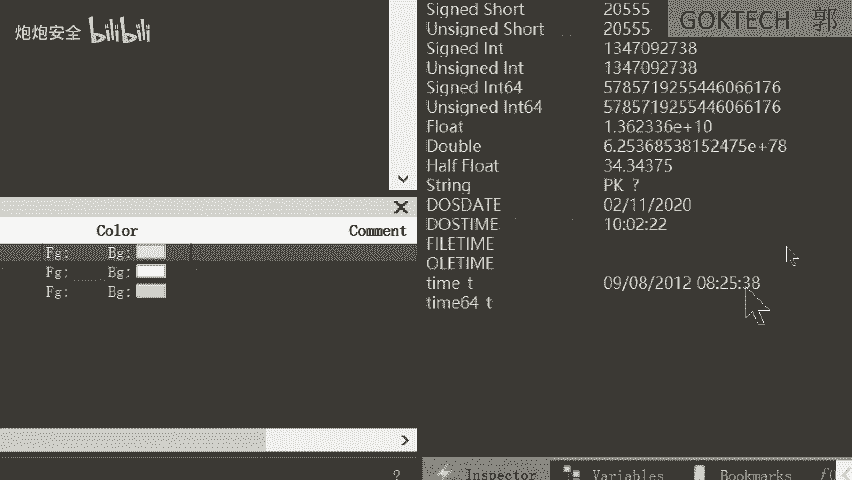 炮炮安全 bilibili
GOKTECH 郭
Signed Short 20555
Unsigned Short 20555
Signed Int 1347092738
Unsigned Int 1347092738
Signed Int64 5785719255446066176
Unsigned Int64 5785719255446066176
Float 1.362336e+10
Double 6.25368538152475e+78
Half Float 34.34375
String PK ?
DOSDATE 02/11/2020
DOSTIME 10:02:22
FILETIME
OLETIME
time t 09/08/2012 08:25:38
time64 t
Color Comment
Fg: Bg:
Fg: Bg:
Fg: Bg:
?
Inspector Variables Bookmarks f(